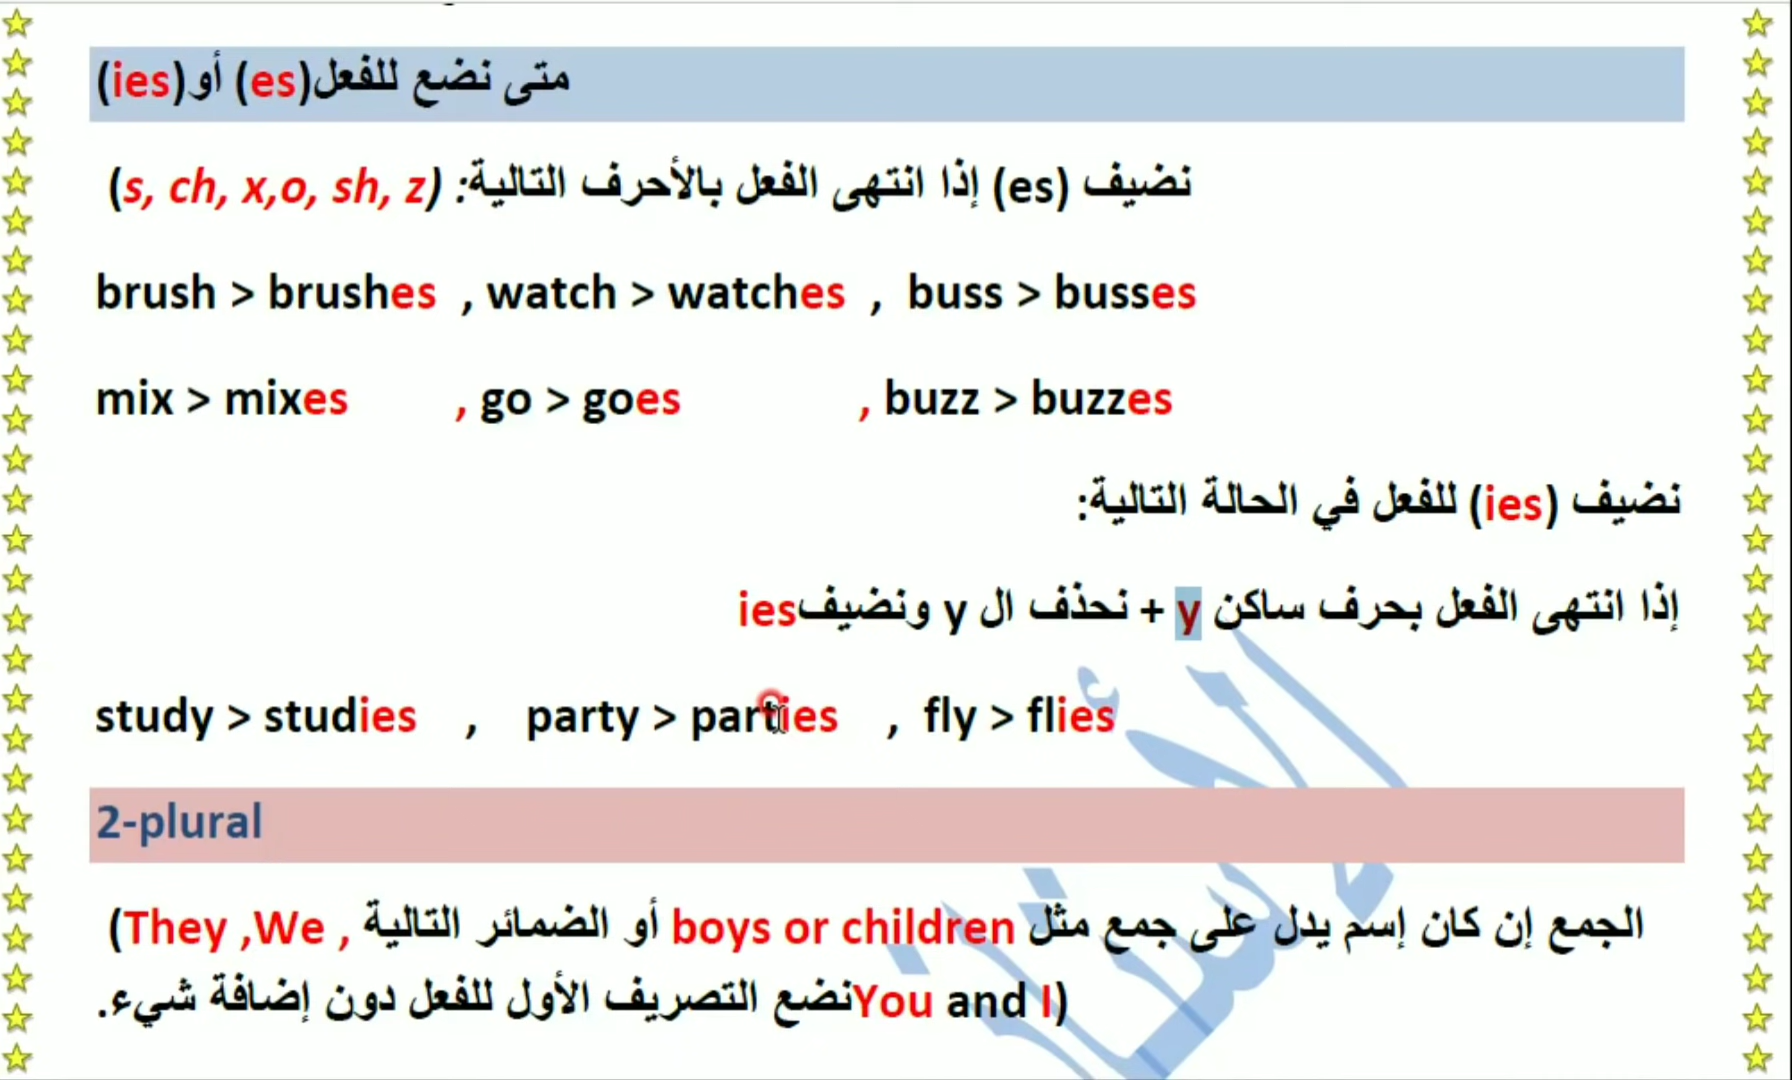 متى نضع للفعل(es) أو(ies)
نضيف (es) إذا انتهى الفعل بالأحرف التالية: (s, ch, x,o, sh, z)
brush > brushes , watch > watches , buss > busses
mix > mixes , go > goes , buzz > buzzes
نضيف (ies) للفعل في الحالة التالية:
إذا انتهى الفعل بحرف ساكن y + نحذف ال y ونضيفies
study > studies , party > parties , fly > flies
2-plural
الجمع إن كان إسم يدل على جمع مثل boys or children أو الضمائر التالية (They ,We ,
You and I) نضع التصريف الأول للفعل دون إضافة شيء.